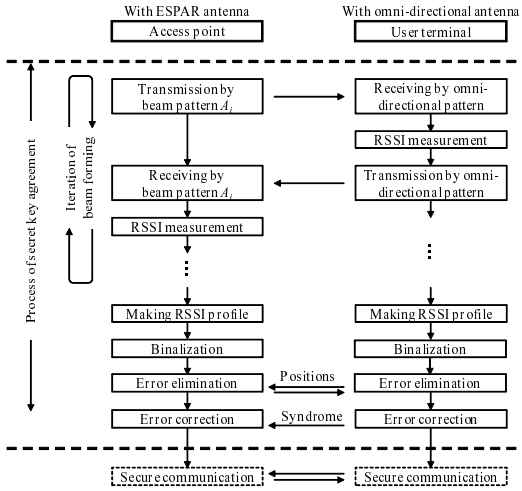 With ESPAR antenna
With omni-directional antenna
Access point
User terminal
Transmission by
beam pattern Ai
Receiving by omni-
directional pattern
RSSI measurement
Receiving by
beam pattern Ai
Transmission by omni-
directional pattern
RSSI measurement
Process of secret key agreement
Iteration of
beam forming
Making RSSI profile
Making RSSI profile
Binalization
Binalization
Error elimination
Positions
Error elimination
Error correction
Syndrome
Error correction
Secure communication
Secure communication